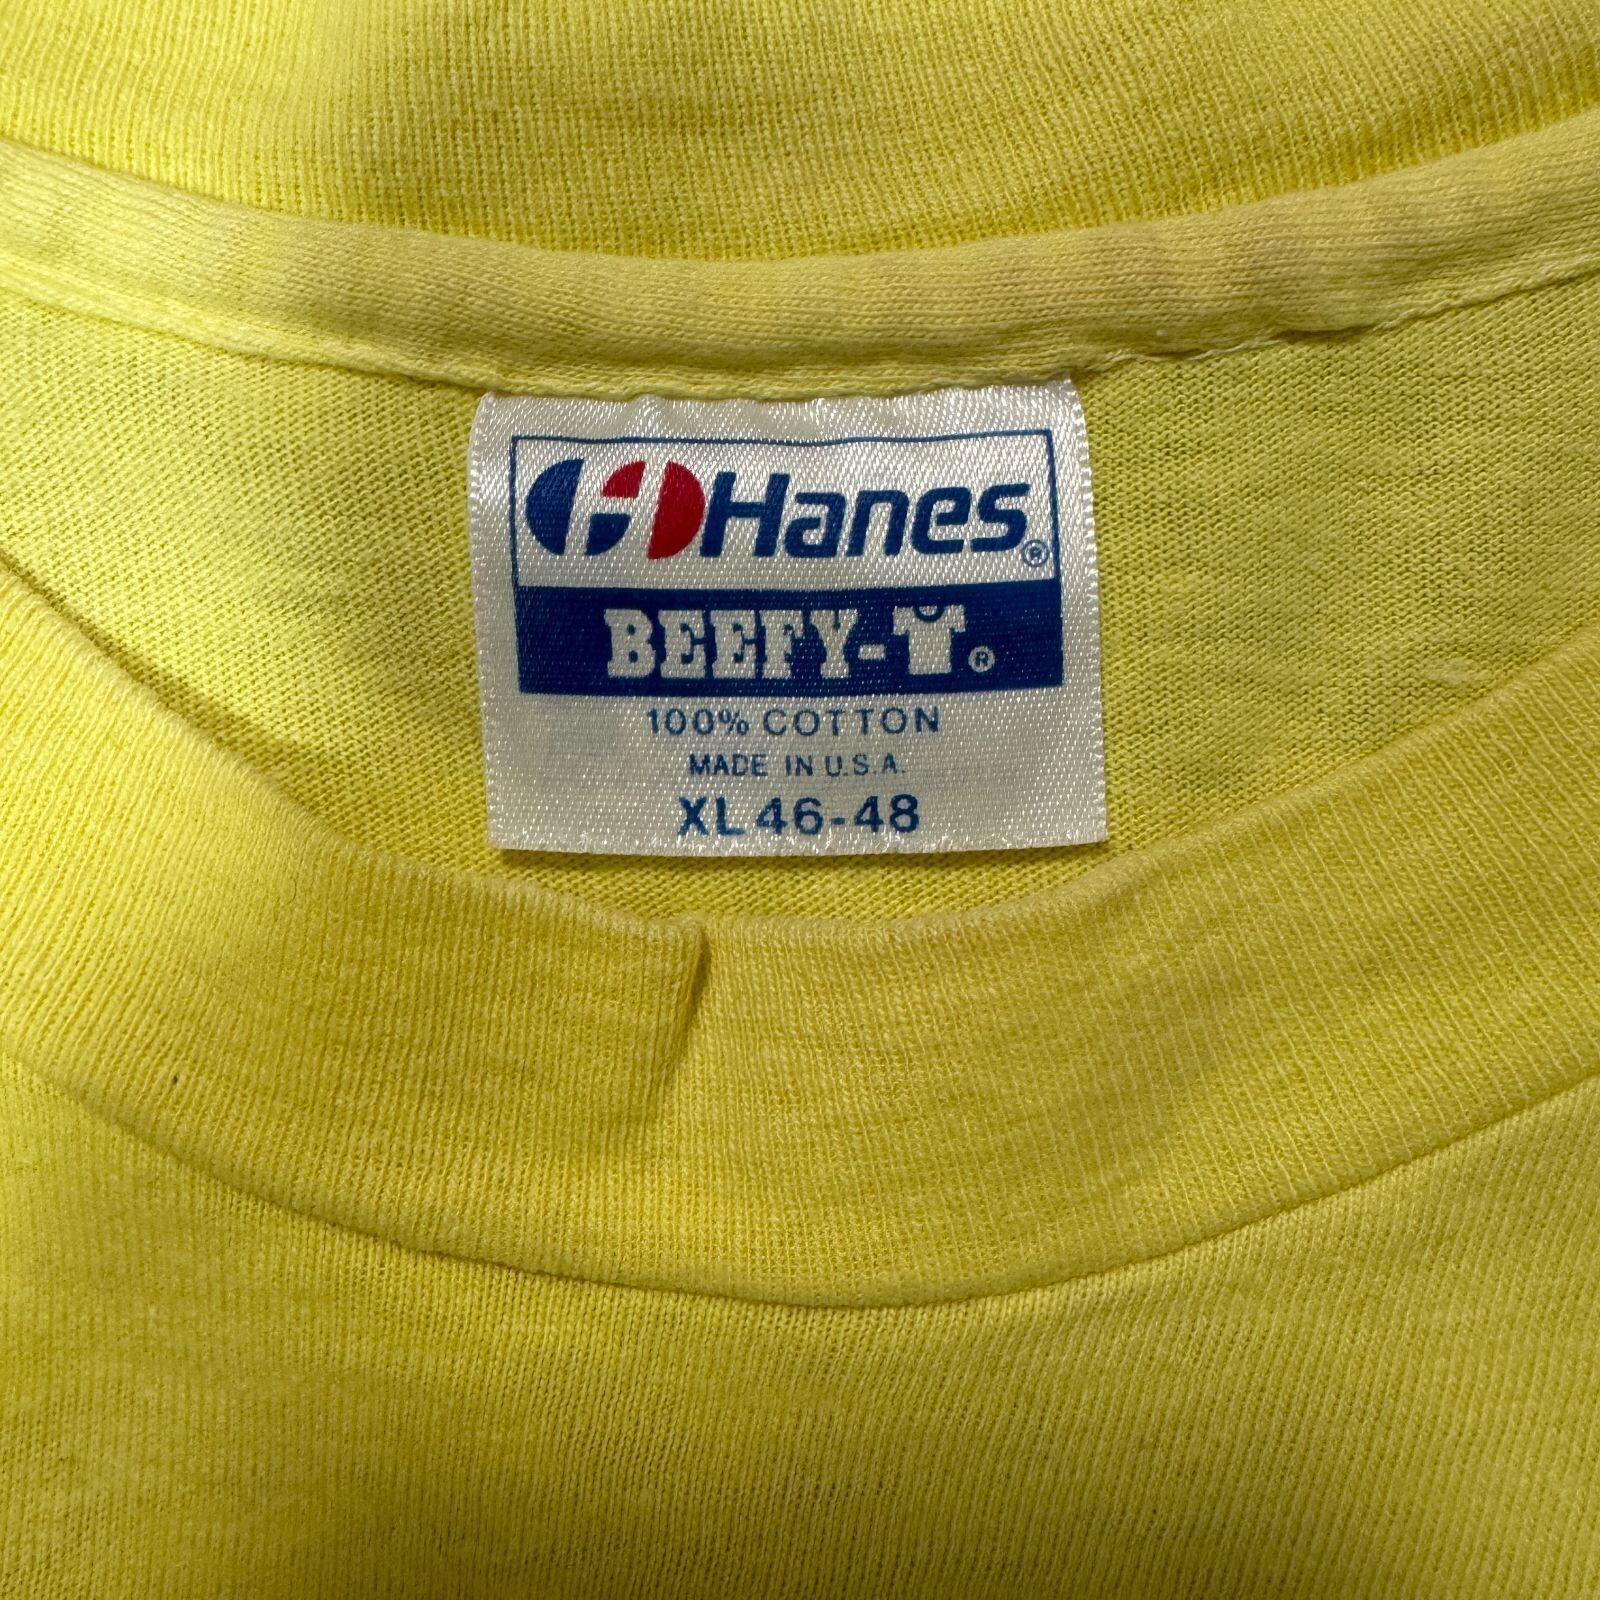 Hanes®
BEEFY-®
100% COTTON
MADE IN U.S.A.
XL 46-48